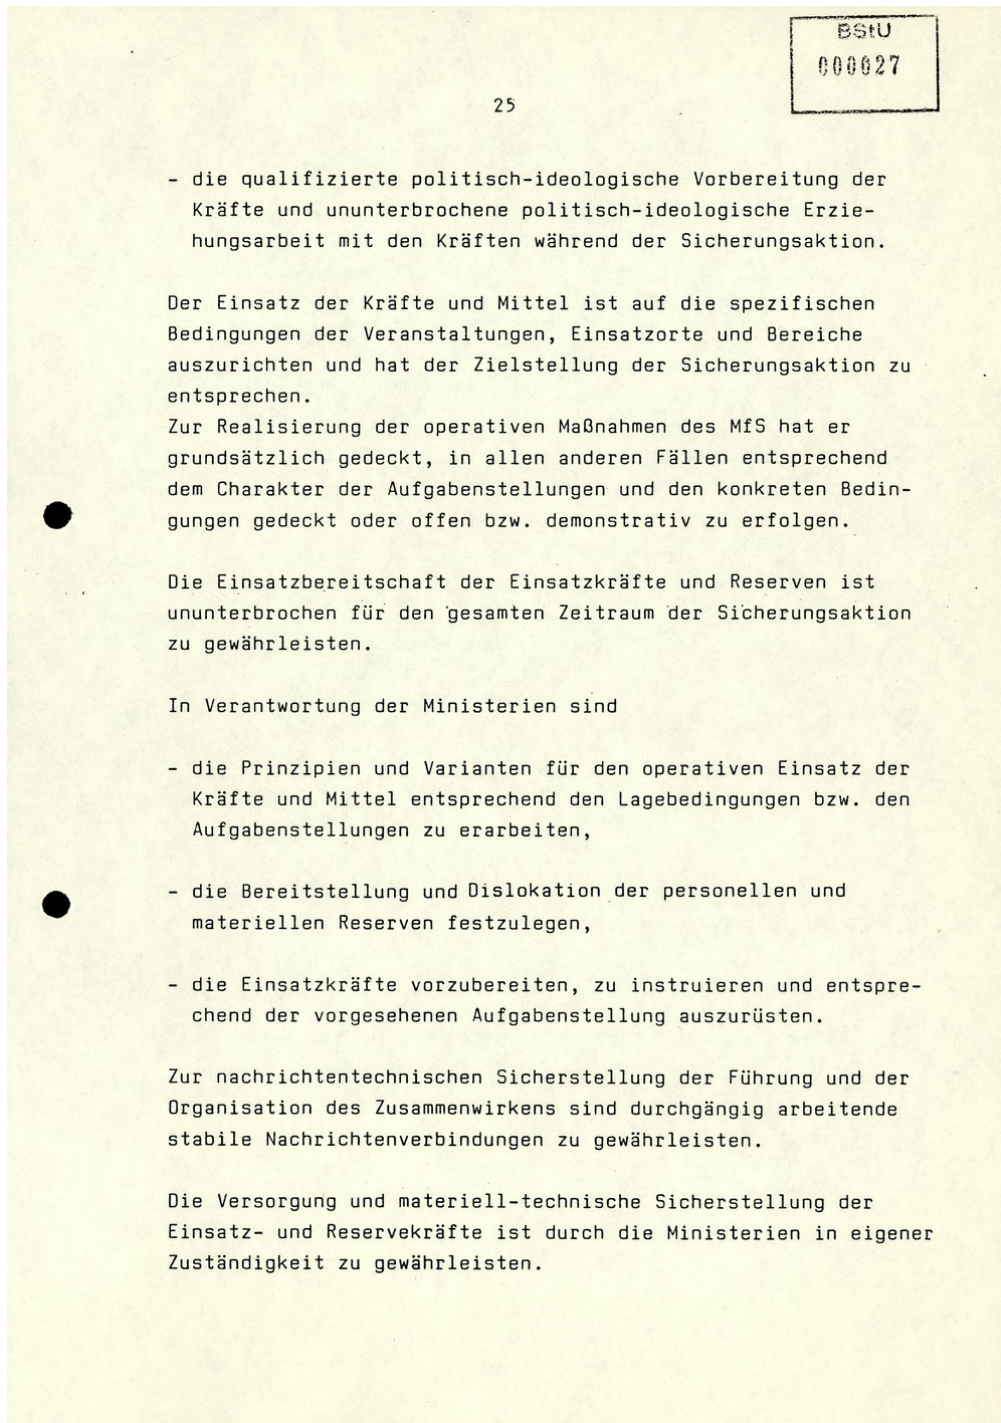 BStU
000027
25
- die qualifizierte politisch-ideologische Vorbereitung der
Kräfte und ununterbrochene politisch-ideologische Erzie-
hungsarbeit mit den Kräften während der Sicherungsaktion.
Der Einsatz der Kräfte und Mittel ist auf die spezifischen
Bedingungen der Veranstaltungen, Einsatzorte und Bereiche
auszurichten und hat der Zielstellung der Sicherungsaktion zu
entsprechen.
Zur Realisierung der operativen Maßnahmen des MfS hat er
grundsätzlich gedeckt, in allen anderen Fällen entsprechend
dem Charakter der Aufgabenstellungen und den konkreten Bedin-
gungen gedeckt oder offen bzw. demonstrativ zu erfolgen.
Die Einsatzbereitschaft der Einsatzkräfte und Reserven ist
ununterbrochen für den gesamten Zeitraum der Sicherungsaktion
zu gewährleisten.
In Verantwortung der Ministerien sind
- die Prinzipien und Varianten für den operativen Einsatz der
Kräfte und Mittel entsprechend den Lagebedingungen bzw. den
Aufgabenstellungen zu erarbeiten,
- die Bereitstellung und Dislokation der personellen und
materiellen Reserven festzulegen,
- die Einsatzkräfte vorzubereiten, zu instruieren und entspre-
chend der vorgesehenen Aufgabenstellung auszurüsten.
Zur nachrichtentechnischen Sicherstellung der Führung und der
Organisation des Zusammenwirkens sind durchgängig arbeitende
stabile Nachrichtenverbindungen zu gewährleisten.
Die Versorgung und materiell-technische Sicherstellung der
Einsatz- und Reservekräfte ist durch die Ministerien in eigener
Zuständigkeit zu gewährleisten.